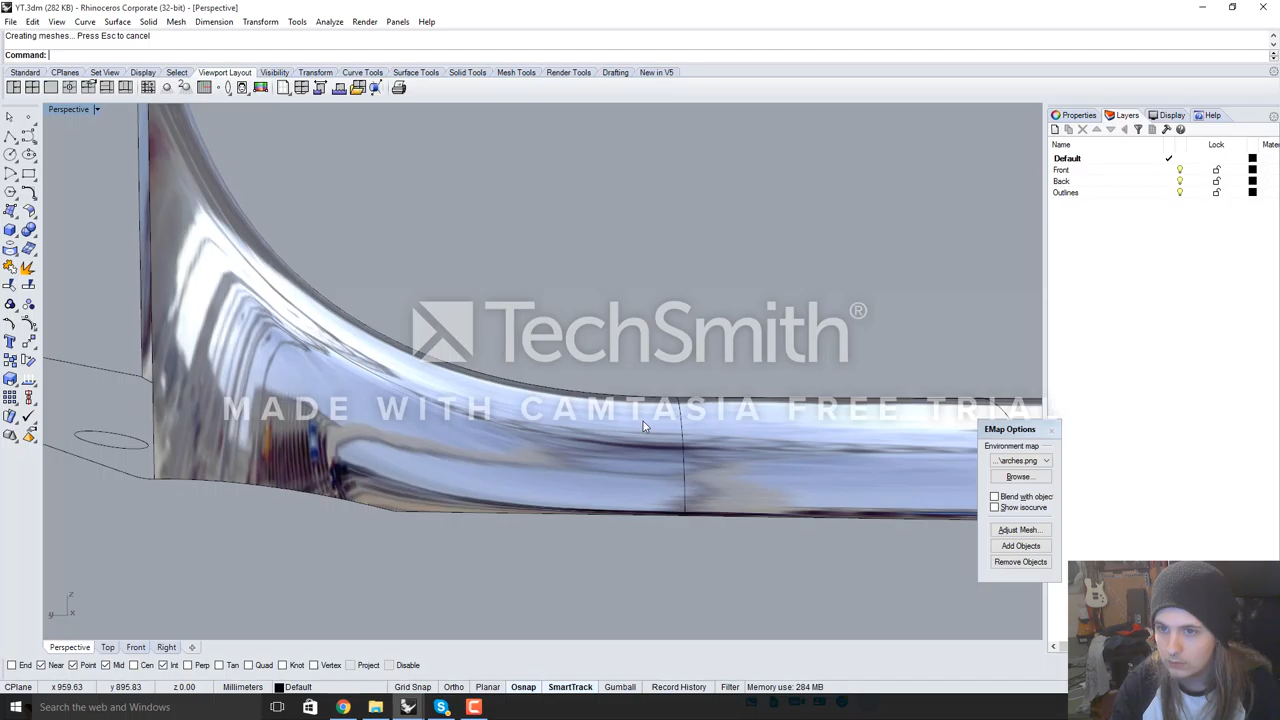 YT.3dm (282 KB) - Rhinoceros Corporate (32-bit) - [Perspective]
File Edit View Curve Surface Solid Mesh Dimension Transform Tools Analyze Render Panels Help
Creating meshes... Press Esc to cancel
Command:
Standard CPlanes Set View Display Select Viewport Layout Visibility Transform Curve Tools Surface Tools Solid Tools Mesh Tools Render Tools Drafting New in V5
Perspective
Properties Layers Display Help
Name Lock Mate
Default
Front
Back
Outlines
TechSmith®
MADE WITH CAMTASIA FREE TRIAL
EMap Options
Environment map
...\arches.png
Browse...
Blend with objec
Show isocurve
Adjust Mesh...
Add Objects
Remove Objects
z
y x
Perspective Top Front Right
End Near Point Mid Cen Int Perp Tan Quad Knot Vertex Project Disable
CPlane x 959.63 y 895.83 z 0.00 Millimeters Default Grid Snap Ortho Planar Osnap SmartTrack Gumball Record History Filter Memory use: 284 MB
Search the web and Windows